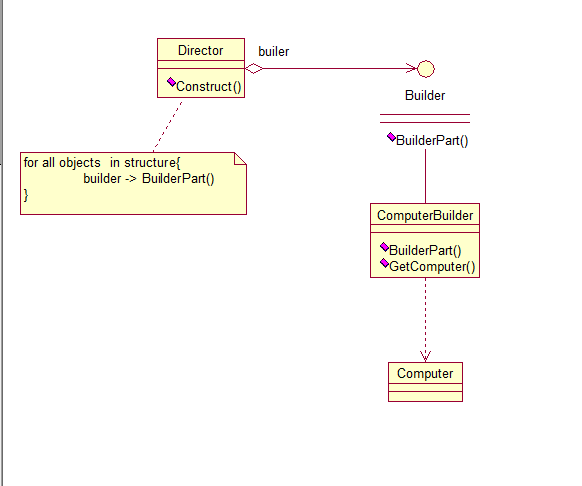 Director
builer
Construct()
Builder
BuilderPart()
for all objects in structure{
builder -> BuilderPart()
}
ComputerBuilder
BuilderPart()
GetComputer()
Computer